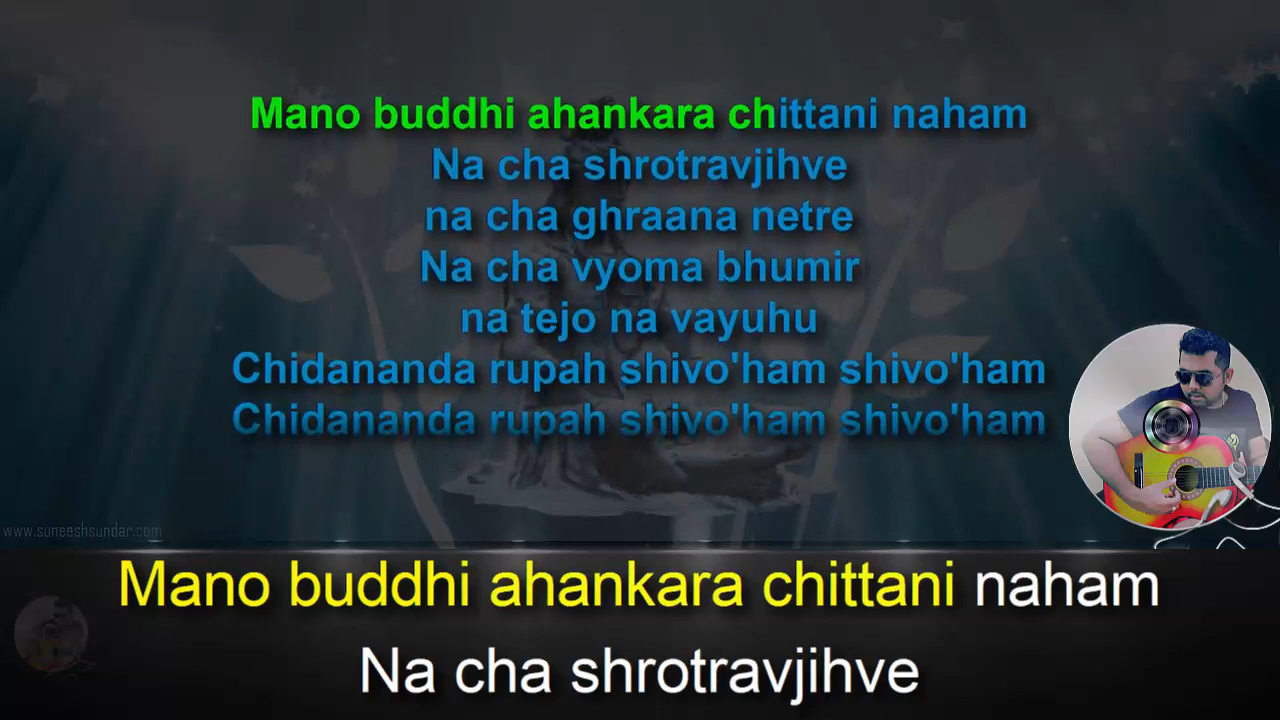 Mano buddhi ahankara chittani naham
Na cha shrotravjihve
na cha ghraana netre
Na cha vyoma bhumir
na tejo na vayuhu
Chidananda rupah shivo'ham shivo'ham
Chidananda rupah shivo'ham shivo'ham
www.suneeshsundar.com
Mano buddhi ahankara chittani naham
Na cha shrotravjihve